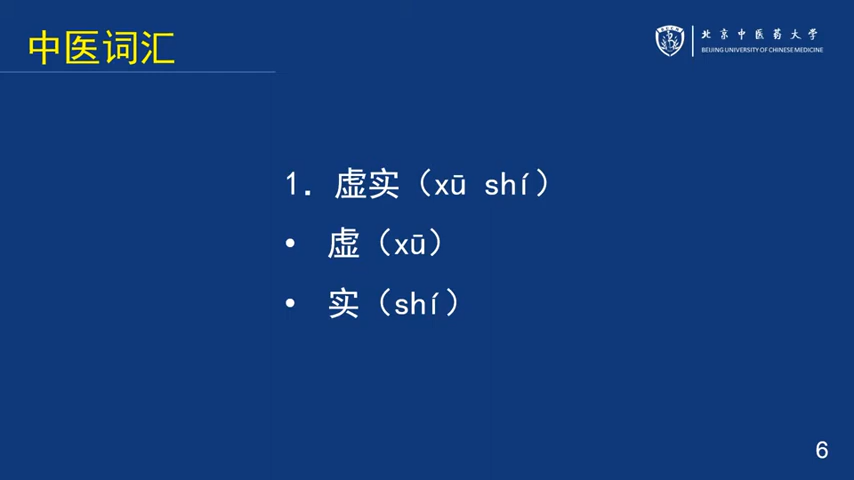 中医词汇
北京中医药大学
BEIJING UNIVERSITY OF CHINESE MEDICINE
1. 虚实（xū shí）
• 虚（xū）
• 实（shí）
6